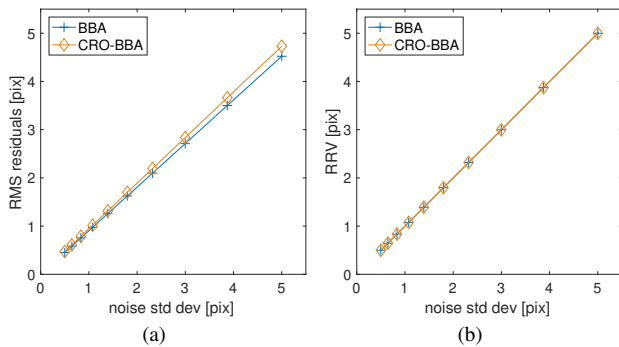 BBA
CRO-BBA
RMS residuals [pix]
5
4
3
2
1
0
0 1 2 3 4 5
noise std dev [pix]
(a)
BBA
CRO-BBA
RRV [pix]
5
4
3
2
1
0
0 1 2 3 4 5
noise std dev [pix]
(b)